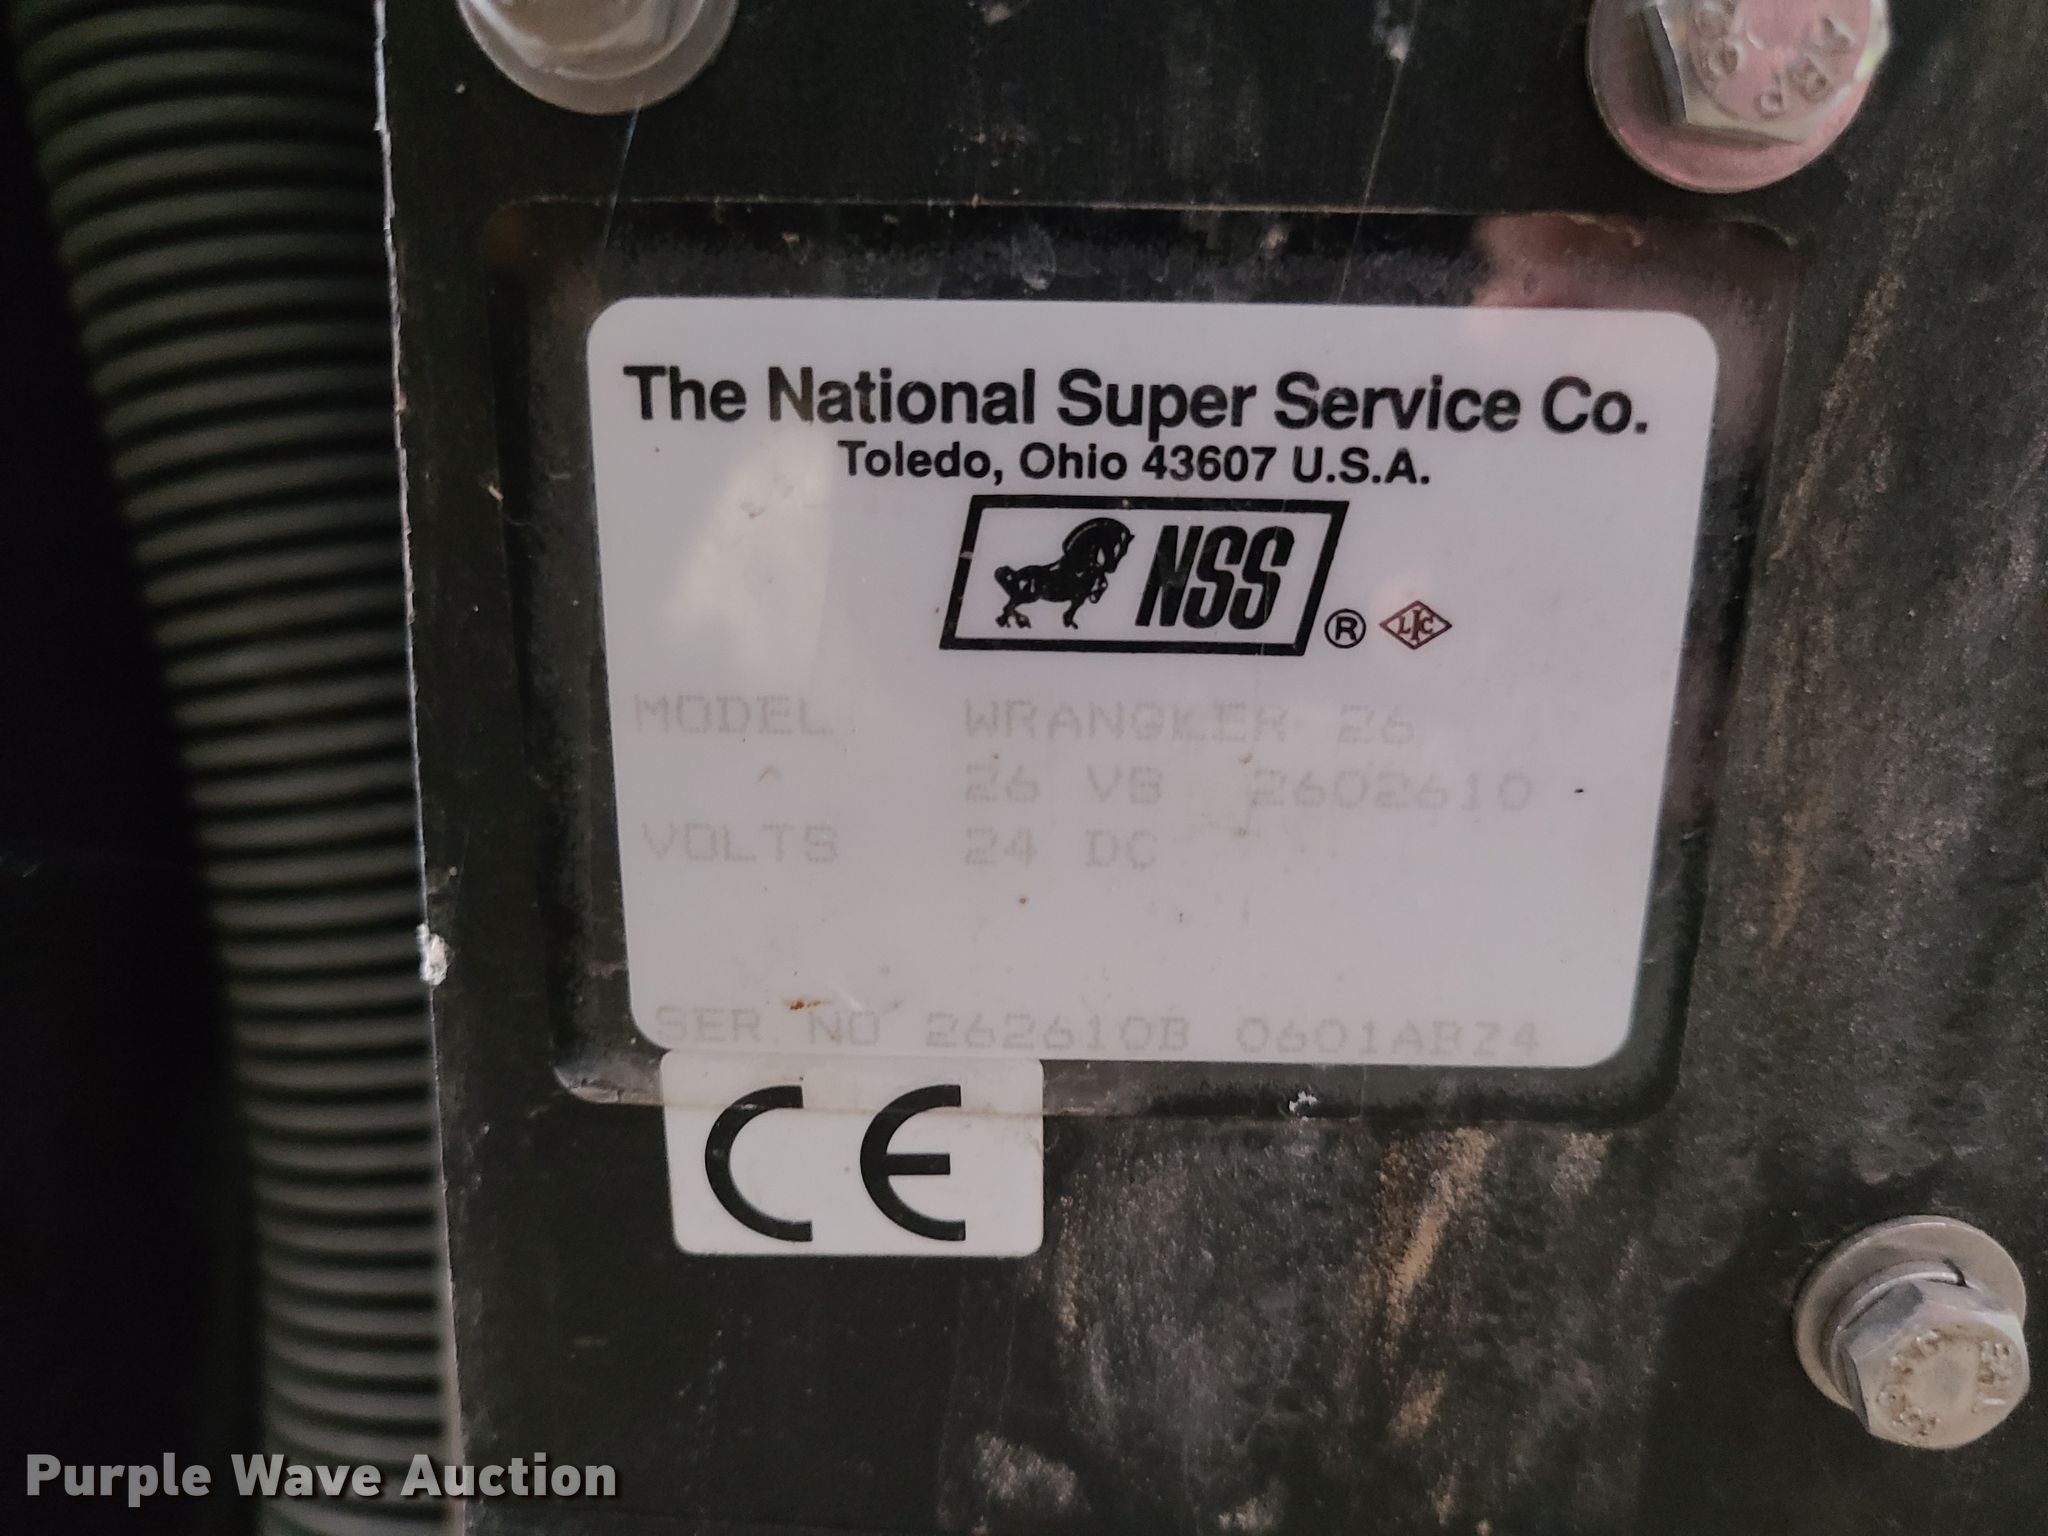 The National Super Service Co.
Toledo, Ohio 43607 U.S.A.
NSS ® LIC
MODEL WRANGLER 26
26 VB 2602610
VOLTS 24 DC
SER NO 262610B 0601ABZ4
CE
Purple Wave Auction